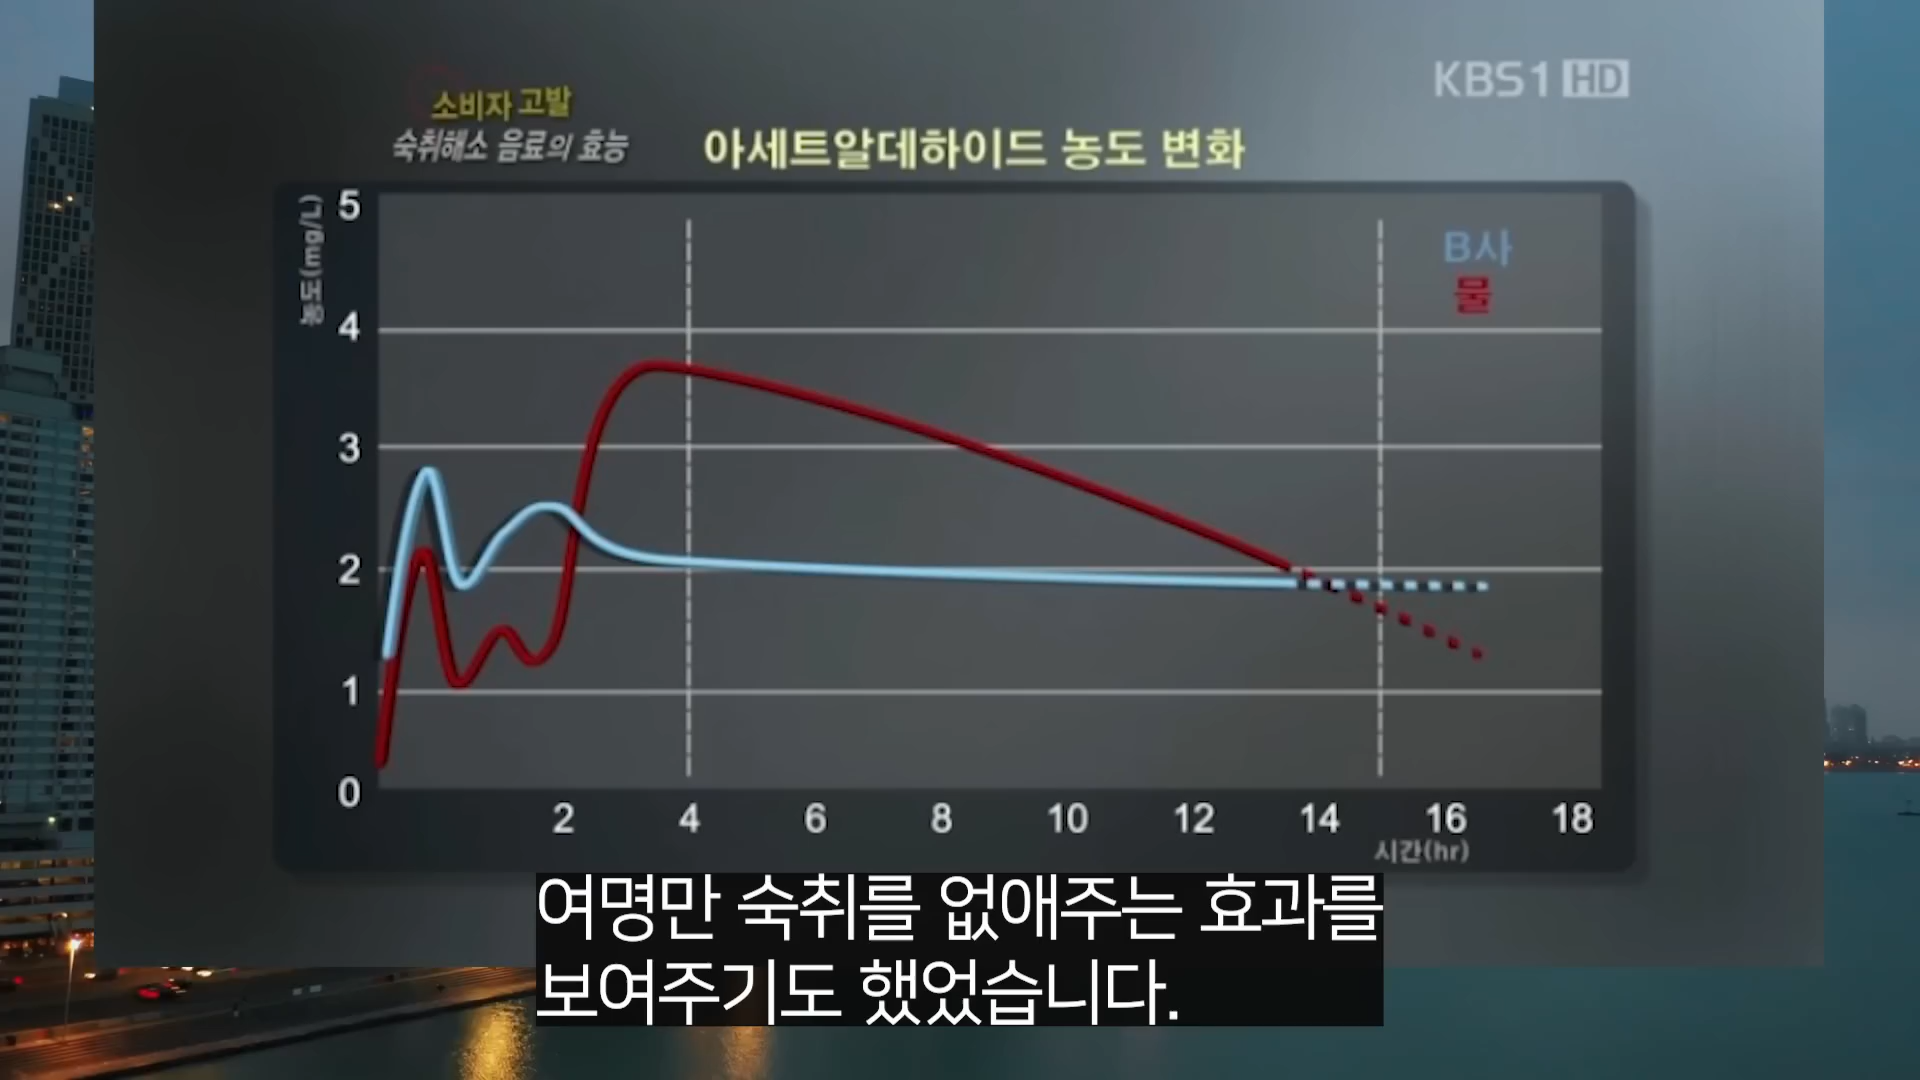 KBS1 HD
소비자 고발
숙취해소 음료의 효능
아세트알데하이드 농도 변화
농도(mg/L)
5
4
3
2
1
0
B사
물
2 4 6 8 10 12 14 16 18
시간(hr)
여명만 숙취를 없애주는 효과를
보여주기도 했었습니다.